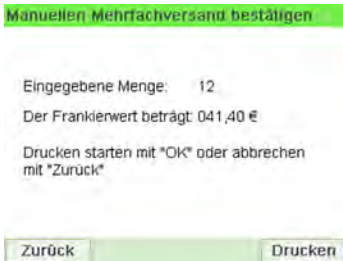 Manuellen Mehrfachversand bestätigen
Eingegebene Menge: 12
Der Frankierwert beträgt: 041,40 €
Drucken starten mit "OK" oder abbrechen
mit "Zurück"
Zurück Drucken